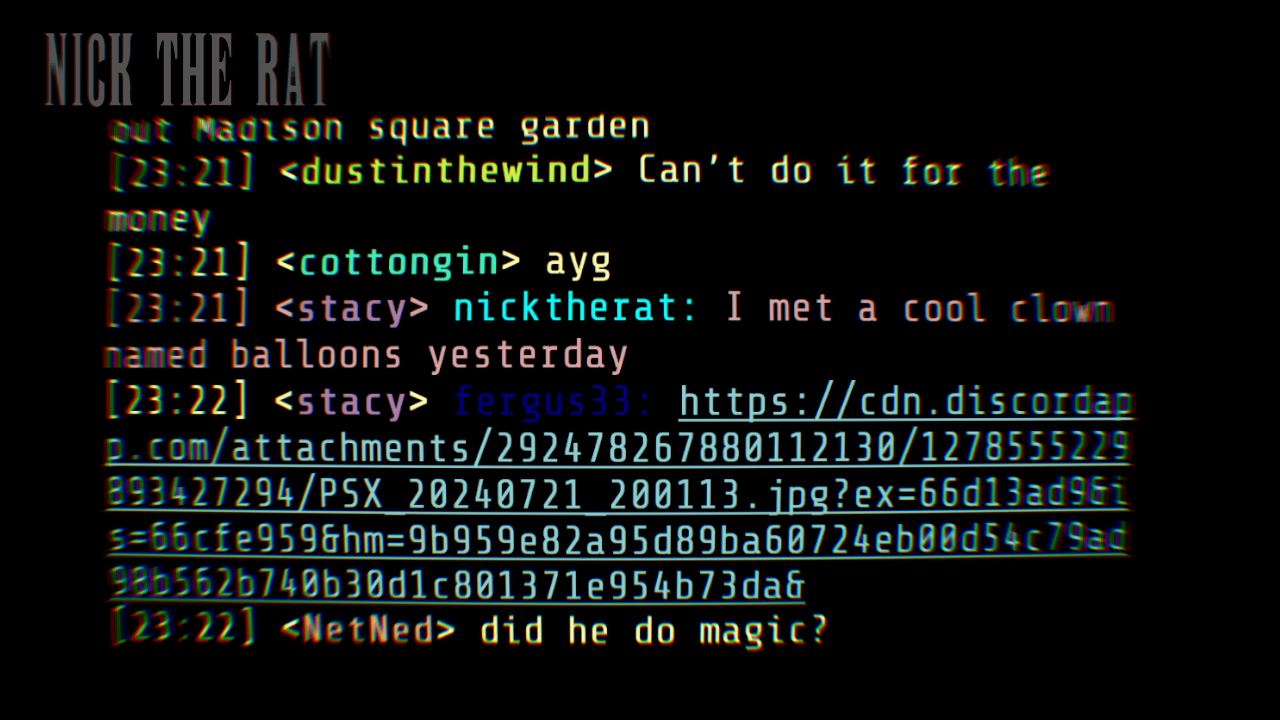 NICK THE RAT
out Madison square garden
[23:21] <dustinthewind> Can't do it for the
money
[23:21] <cottongin> ayg
[23:21] <stacy> nicktherat: I met a cool clown
named balloons yesterday
[23:22] <stacy> fergus33: https://cdn.discordap
p.com/attachments/292478267880112130/1278555229
893427294/PSX_20240721_200113.jpg?ex=66d13ad9&i
s=66cfe959&hm=9b959e82a95d89ba60724eb00d54c79ad
98b562b740b30d1c801371e954b73da&
[23:22] <NetNed> did he do magic?